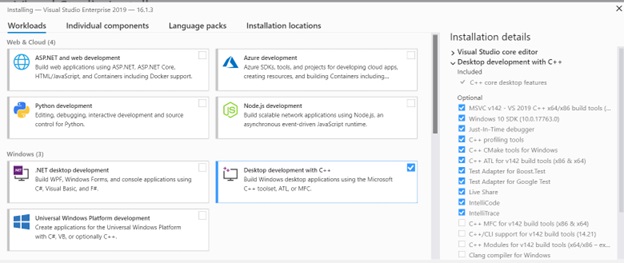 Installing — Visual Studio Enterprise 2019 — 16.1.3
Workloads
Individual components
Language packs
Installation locations
Web & Cloud (4)
ASP.NET and web development
Build web applications using ASP.NET, ASP.NET Core,
HTML/JavaScript, and Containers including Docker support.
Azure development
Azure SDKs, tools, and projects for developing cloud apps,
creating resources, and building Containers including...
Python development
Editing, debugging, interactive development and source
control for Python.
Node.js development
Build scalable network applications using Node.js, an
asynchronous event-driven JavaScript runtime.
Windows (3)
.NET desktop development
Build WPF, Windows Forms, and console applications using
C#, Visual Basic, and F#.
Desktop development with C++
Build Windows desktop applications using the Microsoft
C++ toolset, ATL, or MFC.
Universal Windows Platform development
Create applications for the Universal Windows Platform
with C#, VB, or optionally C++.
Installation details
Visual Studio core editor
Desktop development with C++
Included
C++ core desktop features
Optional
MSVC v142 - VS 2019 C++ x64/x86 build tools (...
Windows 10 SDK (10.0.17763.0)
Just-In-Time debugger
C++ profiling tools
C++ CMake tools for Windows
C++ ATL for v142 build tools (x86 & x64)
Test Adapter for Boost.Test
Test Adapter for Google Test
Live Share
IntelliCode
IntelliTrace
C++ MFC for v142 build tools (x86 & x64)
C++/CLI support for v142 build tools (14.21)
C++ Modules for v142 build tools (x64/x86 – ex...
Clang compiler for Windows